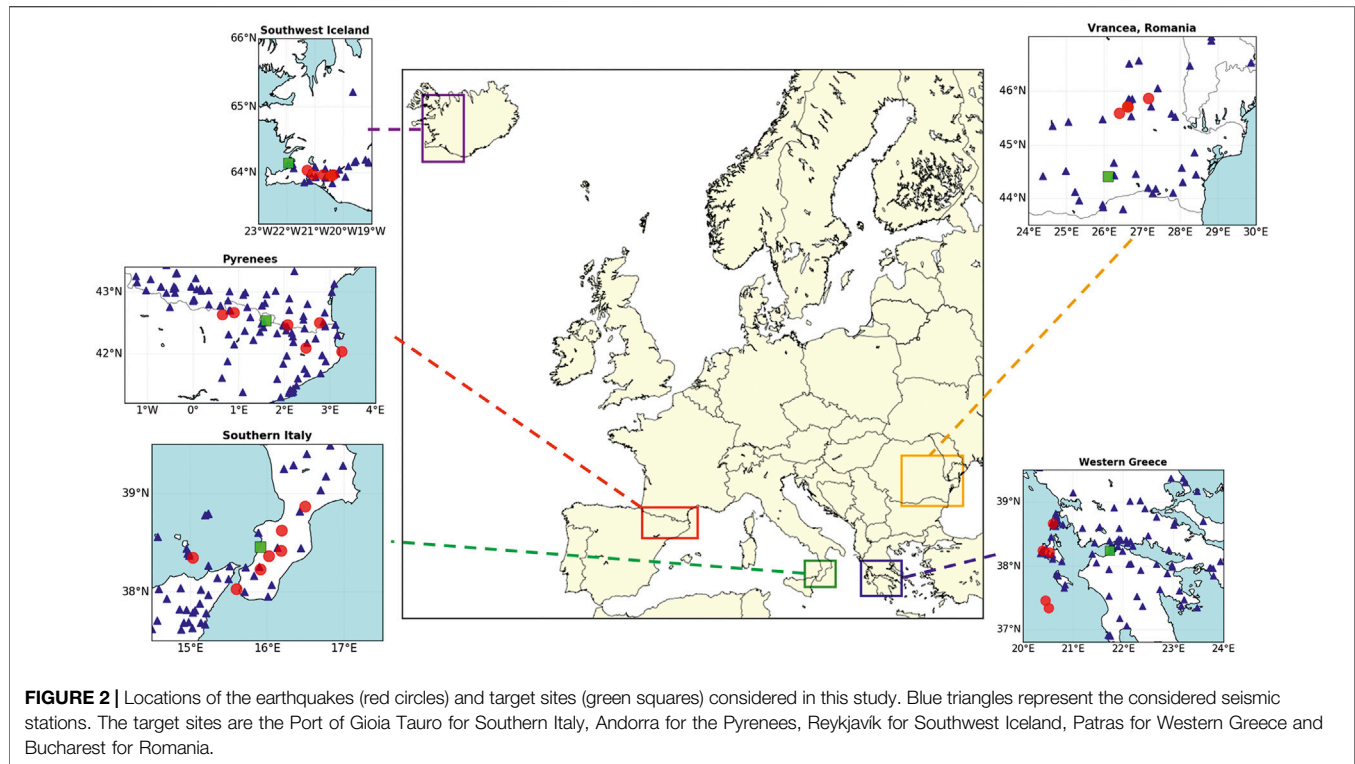 Southwest Iceland
66°N
65°N
64°N
23°W22°W21°W20°W19°W
Pyrenees
43°N
42°N
1°W 0° 1°E 2°E 3°E 4°E
Southern Italy
39°N
38°N
15°E 16°E 17°E
Vrancea, Romania
46°N
45°N
44°N
24°E 25°E 26°E 27°E 28°E 29°E 30°E
Western Greece
39°N
38°N
37°N
20°E 21°E 22°E 23°E 24°E
FIGURE 2 | Locations of the earthquakes (red circles) and target sites (green squares) considered in this study. Blue triangles represent the considered seismic
stations. The target sites are the Port of Gioia Tauro for Southern Italy, Andorra for the Pyrenees, Reykjavík for Southwest Iceland, Patras for Western Greece and
Bucharest for Romania.